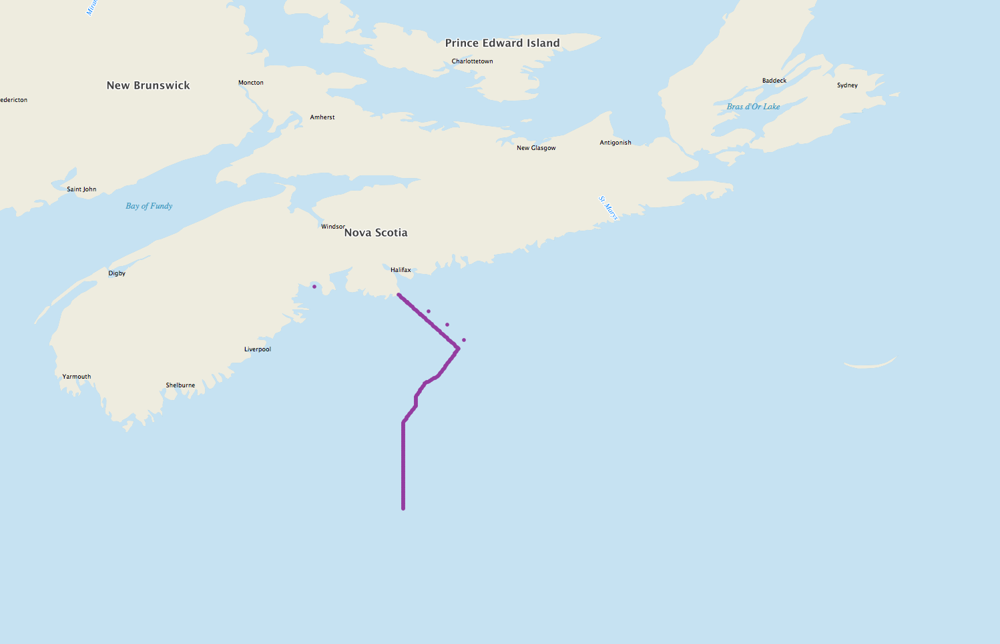 Prince Edward Island
Charlottetown
New Brunswick
Moncton
Baddeck
Sydney
edericton
Bras d'Or Lake
Amherst
New Glasgow
Antigonish
Saint John
Bay of Fundy
St. Marys
Windsor
Nova Scotia
Digby
Halifax
Liverpool
Yarmouth
Shelburne